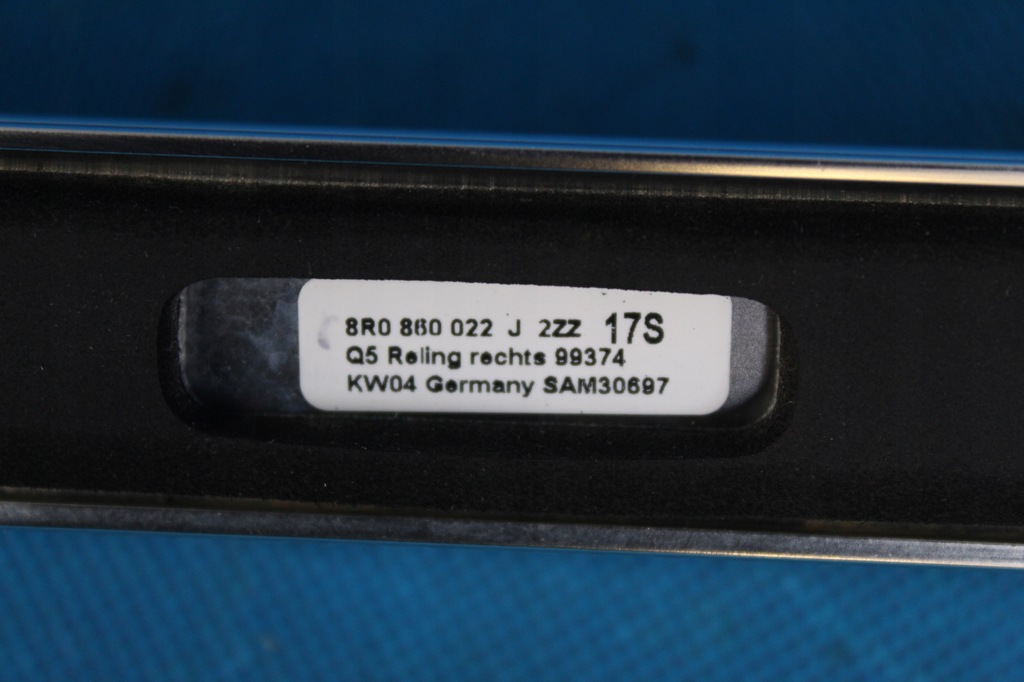 8R0 860 022 J 2ZZ 17S
Q5 Reling rechts 99374
KW04 Germany SAM30697